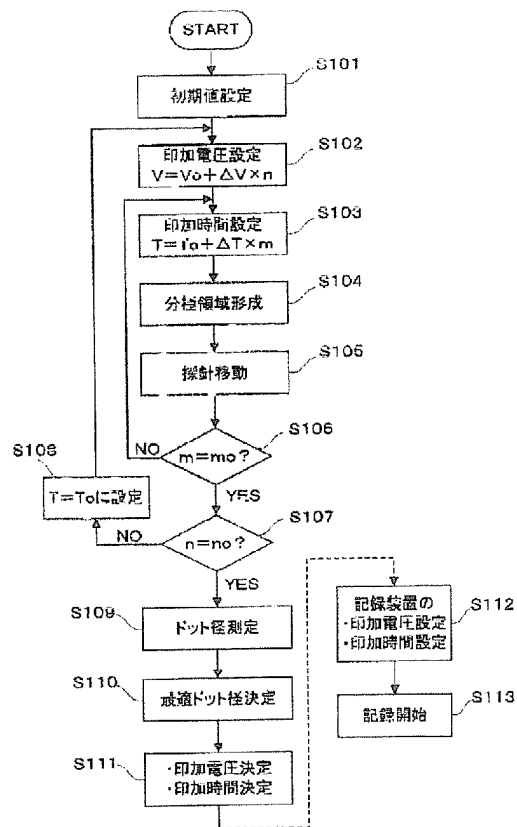 START
S101
初期値設定
S102
印加電圧設定
V=Vo+ΔV×n
S103
印加時間設定
T=To+ΔT×m
S104
分極領域形成
S105
探針移動
S106
m=mo?
NO
YES
S108
T=Toに設定
S107
n=no?
NO
YES
S109
ドット径測定
S110
最適ドット径決定
S111
・印加電圧決定
・印加時間決定
S112
記録装置の
・印加電圧設定
・印加時間設定
S113
記録開始